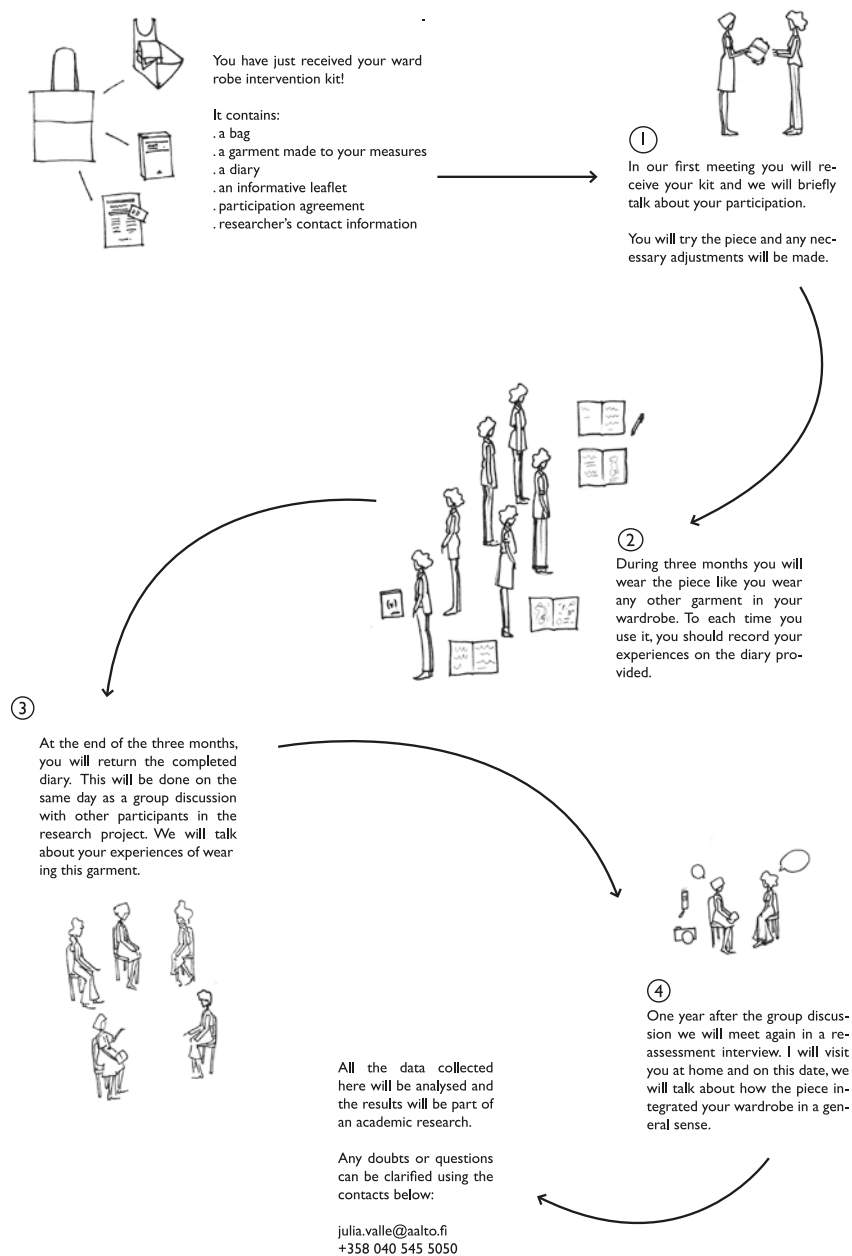 You have just received your ward
robe intervention kit!
It contains:
. a bag
. a garment made to your measures
. a diary
. an informative leaflet
. participation agreement
. researcher's contact information
1
In our first meeting you will re-
ceive your kit and we will briefly
talk about your participation.
You will try the piece and any nec-
essary adjustments will be made.
2
During three months you will
wear the piece like you wear
any other garment in your
wardrobe. To each time you
use it, you should record your
experiences on the diary pro-
vided.
3
At the end of the three months,
you will return the completed
diary. This will be done on the
same day as a group discussion
with other participants in the
research project. We will talk
about your experiences of wear
ing this garment.
4
One year after the group discus-
sion we will meet again in a re-
assessment interview. I will visit
you at home and on this date, we
will talk about how the piece in-
tegrated your wardrobe in a gen-
eral sense.
All the data collected
here will be analysed and
the results will be part of
an academic research.
Any doubts or questions
can be clarified using the
contacts below:
julia.valle@aalto.fi
+358 040 545 5050